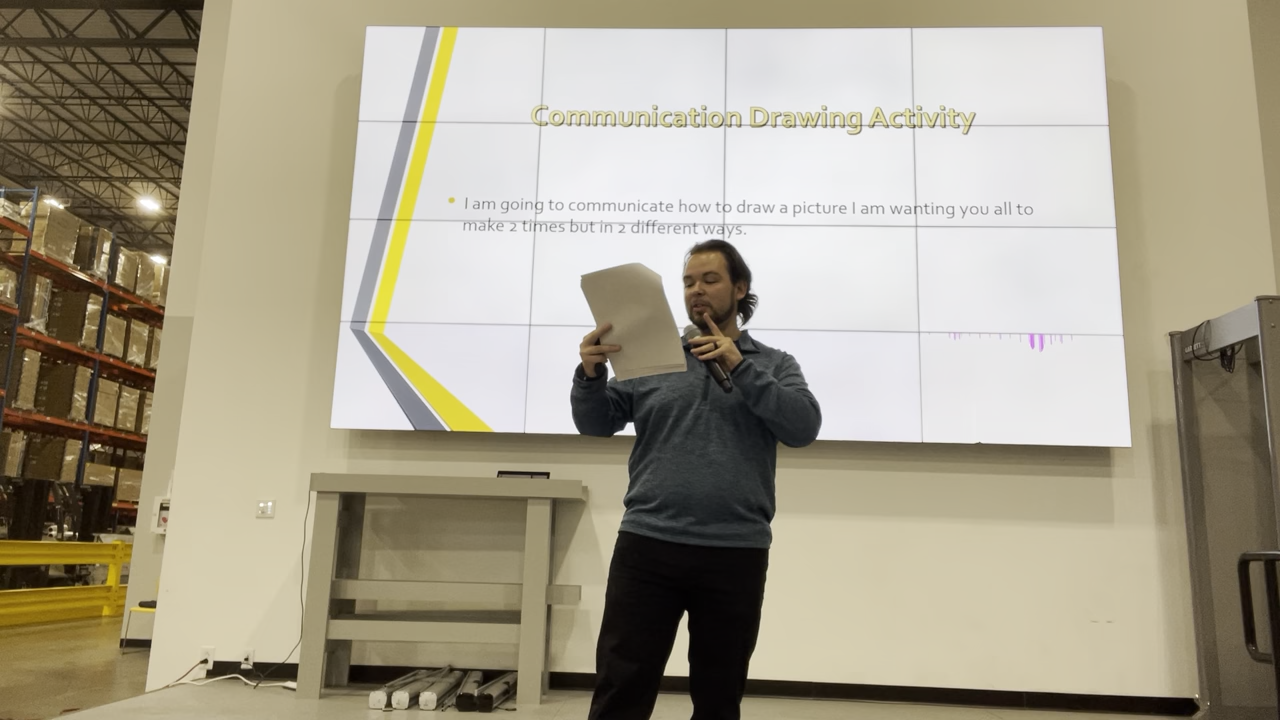 Communication Drawing Activity
I am going to communicate how to draw a picture I am wanting you all to
make 2 times but in 2 different ways.